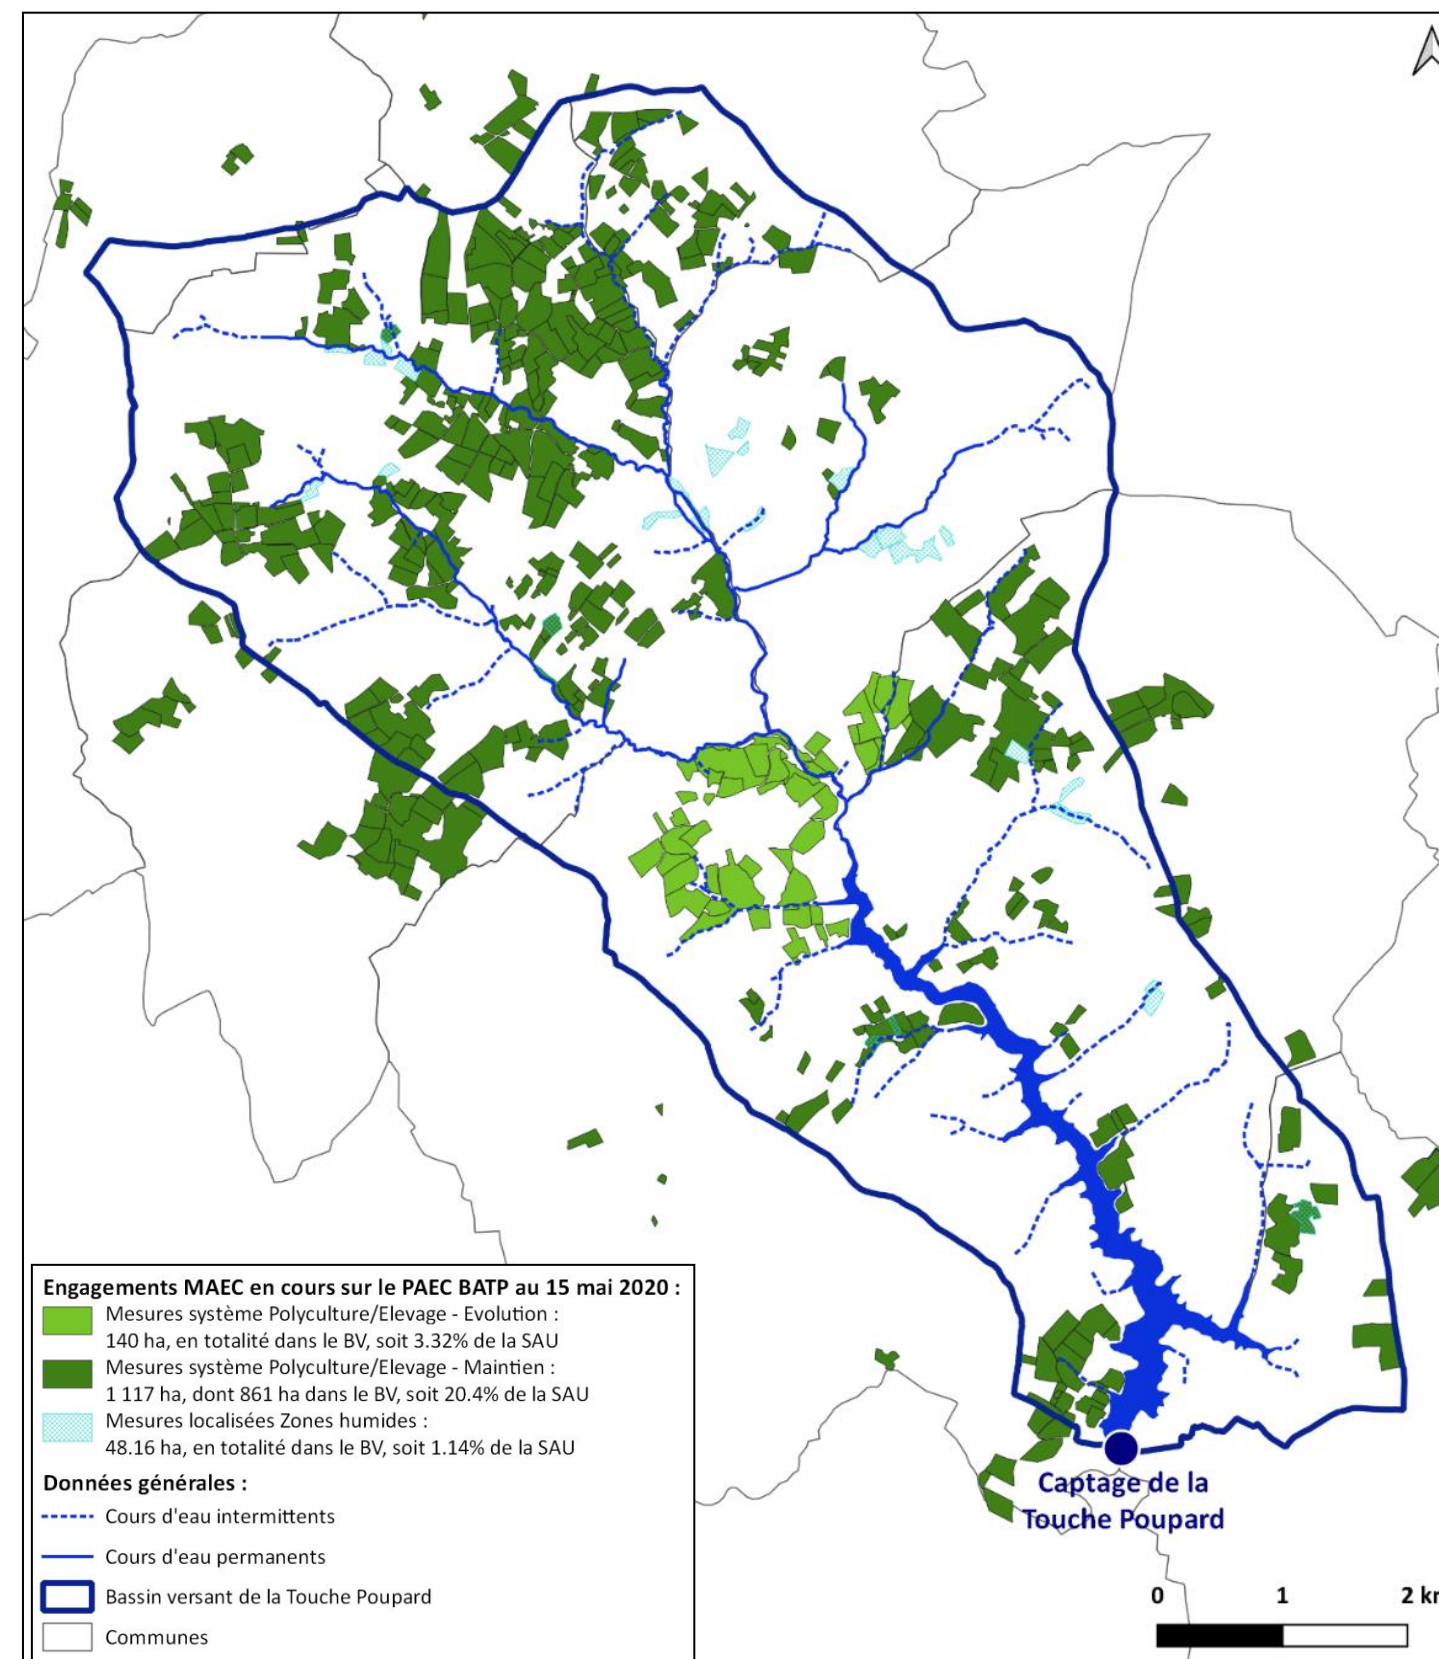 Engagements MAEC en cours sur le PAEC BATP au 15 mai 2020 :
Mesures système Polyculture/Elevage - Evolution :
140 ha, en totalité dans le BV, soit 3.32% de la SAU
Mesures système Polyculture/Elevage - Maintien :
1 117 ha, dont 861 ha dans le BV, soit 20.4% de la SAU
Mesures localisées Zones humides :
48.16 ha, en totalité dans le BV, soit 1.14% de la SAU
Données générales :
Cours d'eau intermittents
Cours d'eau permanents
Bassin versant de la Touche Poupard
Communes
Captage de la
Touche Poupard
0 1 2